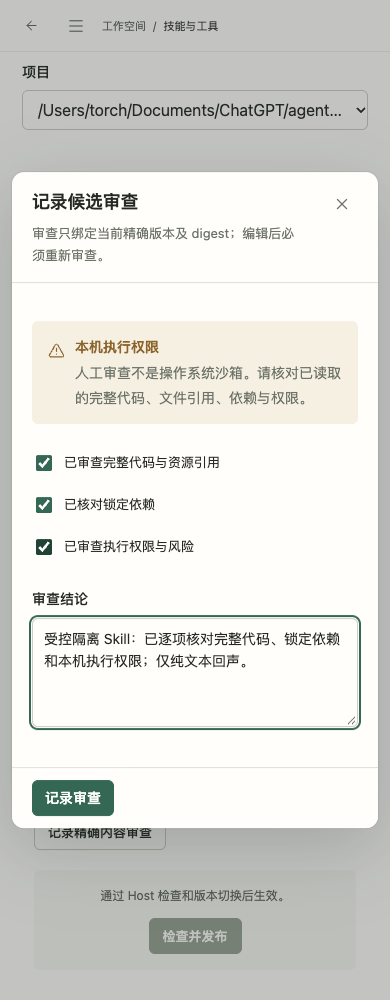 工作空间 / 技能与工具
项目
/Users/torch/Documents/ChatGPT/agent...
记录候选审查
审查只绑定当前精确版本及 digest；编辑后必
须重新审查。
本机执行权限
人工审查不是操作系统沙箱。请核对已读取
的完整代码、文件引用、依赖与权限。
已审查完整代码与资源引用
已核对锁定依赖
已审查执行权限与风险
审查结论
受控隔离 Skill：已逐项核对完整代码、锁定依赖
和本机执行权限；仅纯文本回声。
记录审查
记录精确内容审查
通过 Host 检查和版本切换后生效。
检查并发布